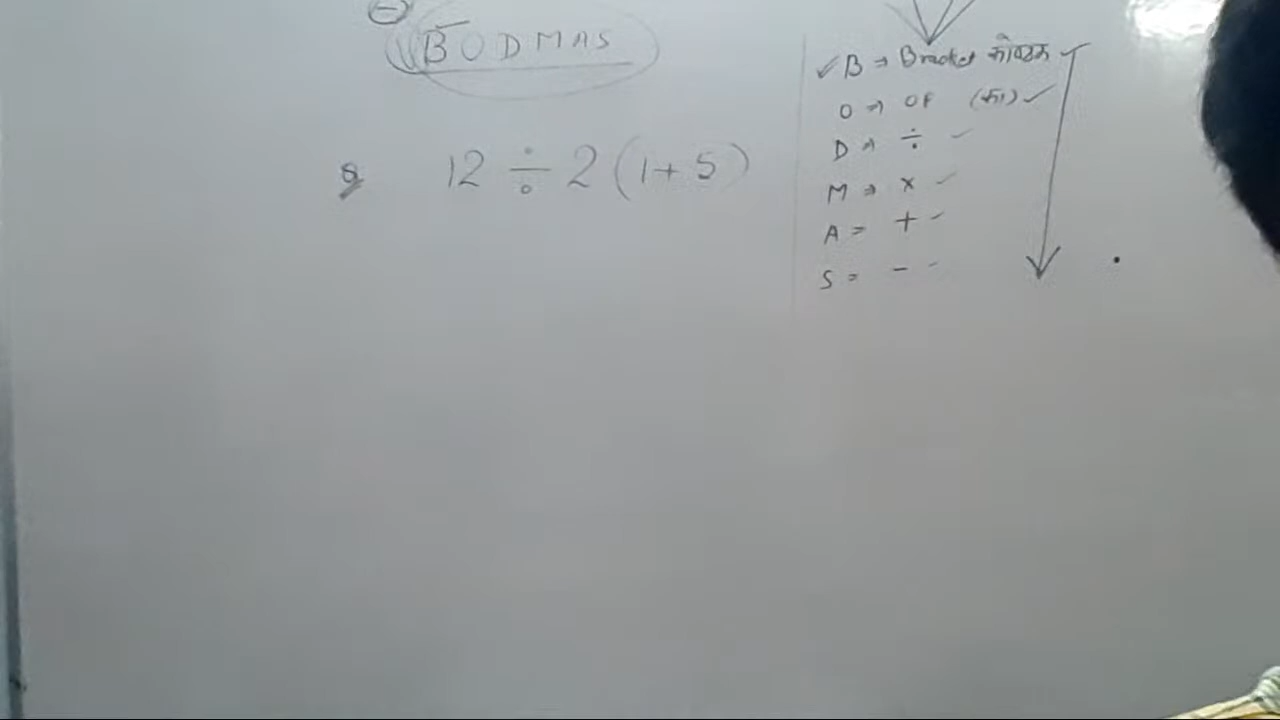 BODMAS
Q 12 ÷ 2 (1 + 5)
B ⇒ Bracket कोष्ठक
O ⇒ OF (का) ✓
D ⇒ ÷ ✓
M ⇒ × ✓
A = + ✓
S = -